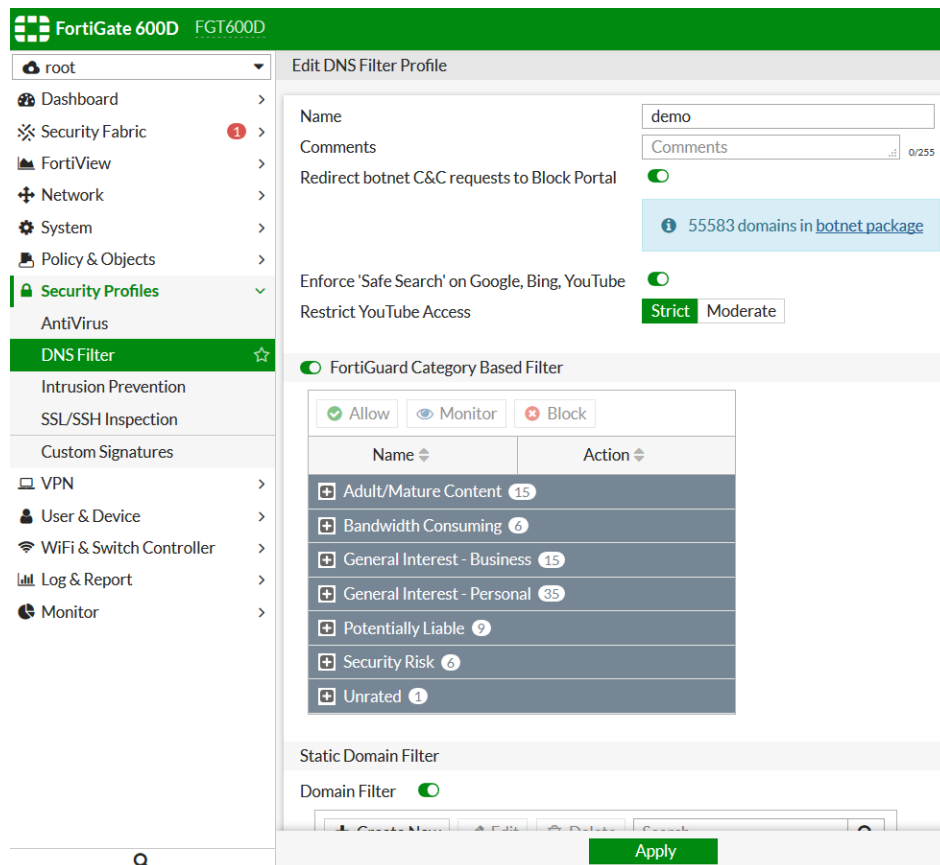 FortiGate 600D FGT600D
root
Dashboard
Security Fabric 1
FortiView
Network
System
Policy & Objects
Security Profiles
AntiVirus
DNS Filter
Intrusion Prevention
SSL/SSH Inspection
Custom Signatures
VPN
User & Device
WiFi & Switch Controller
Log & Report
Monitor
Edit DNS Filter Profile
Name demo
Comments Comments 0/255
Redirect botnet C&C requests to Block Portal
55583 domains in botnet package
Enforce 'Safe Search' on Google, Bing, YouTube
Restrict YouTube Access Strict Moderate
FortiGuard Category Based Filter
Allow Monitor Block
Name Action
Adult/Mature Content 15
Bandwidth Consuming 6
General Interest - Business 15
General Interest - Personal 35
Potentially Liable 9
Security Risk 6
Unrated 1
Static Domain Filter
Domain Filter
Create New Edit Delete Search
Apply